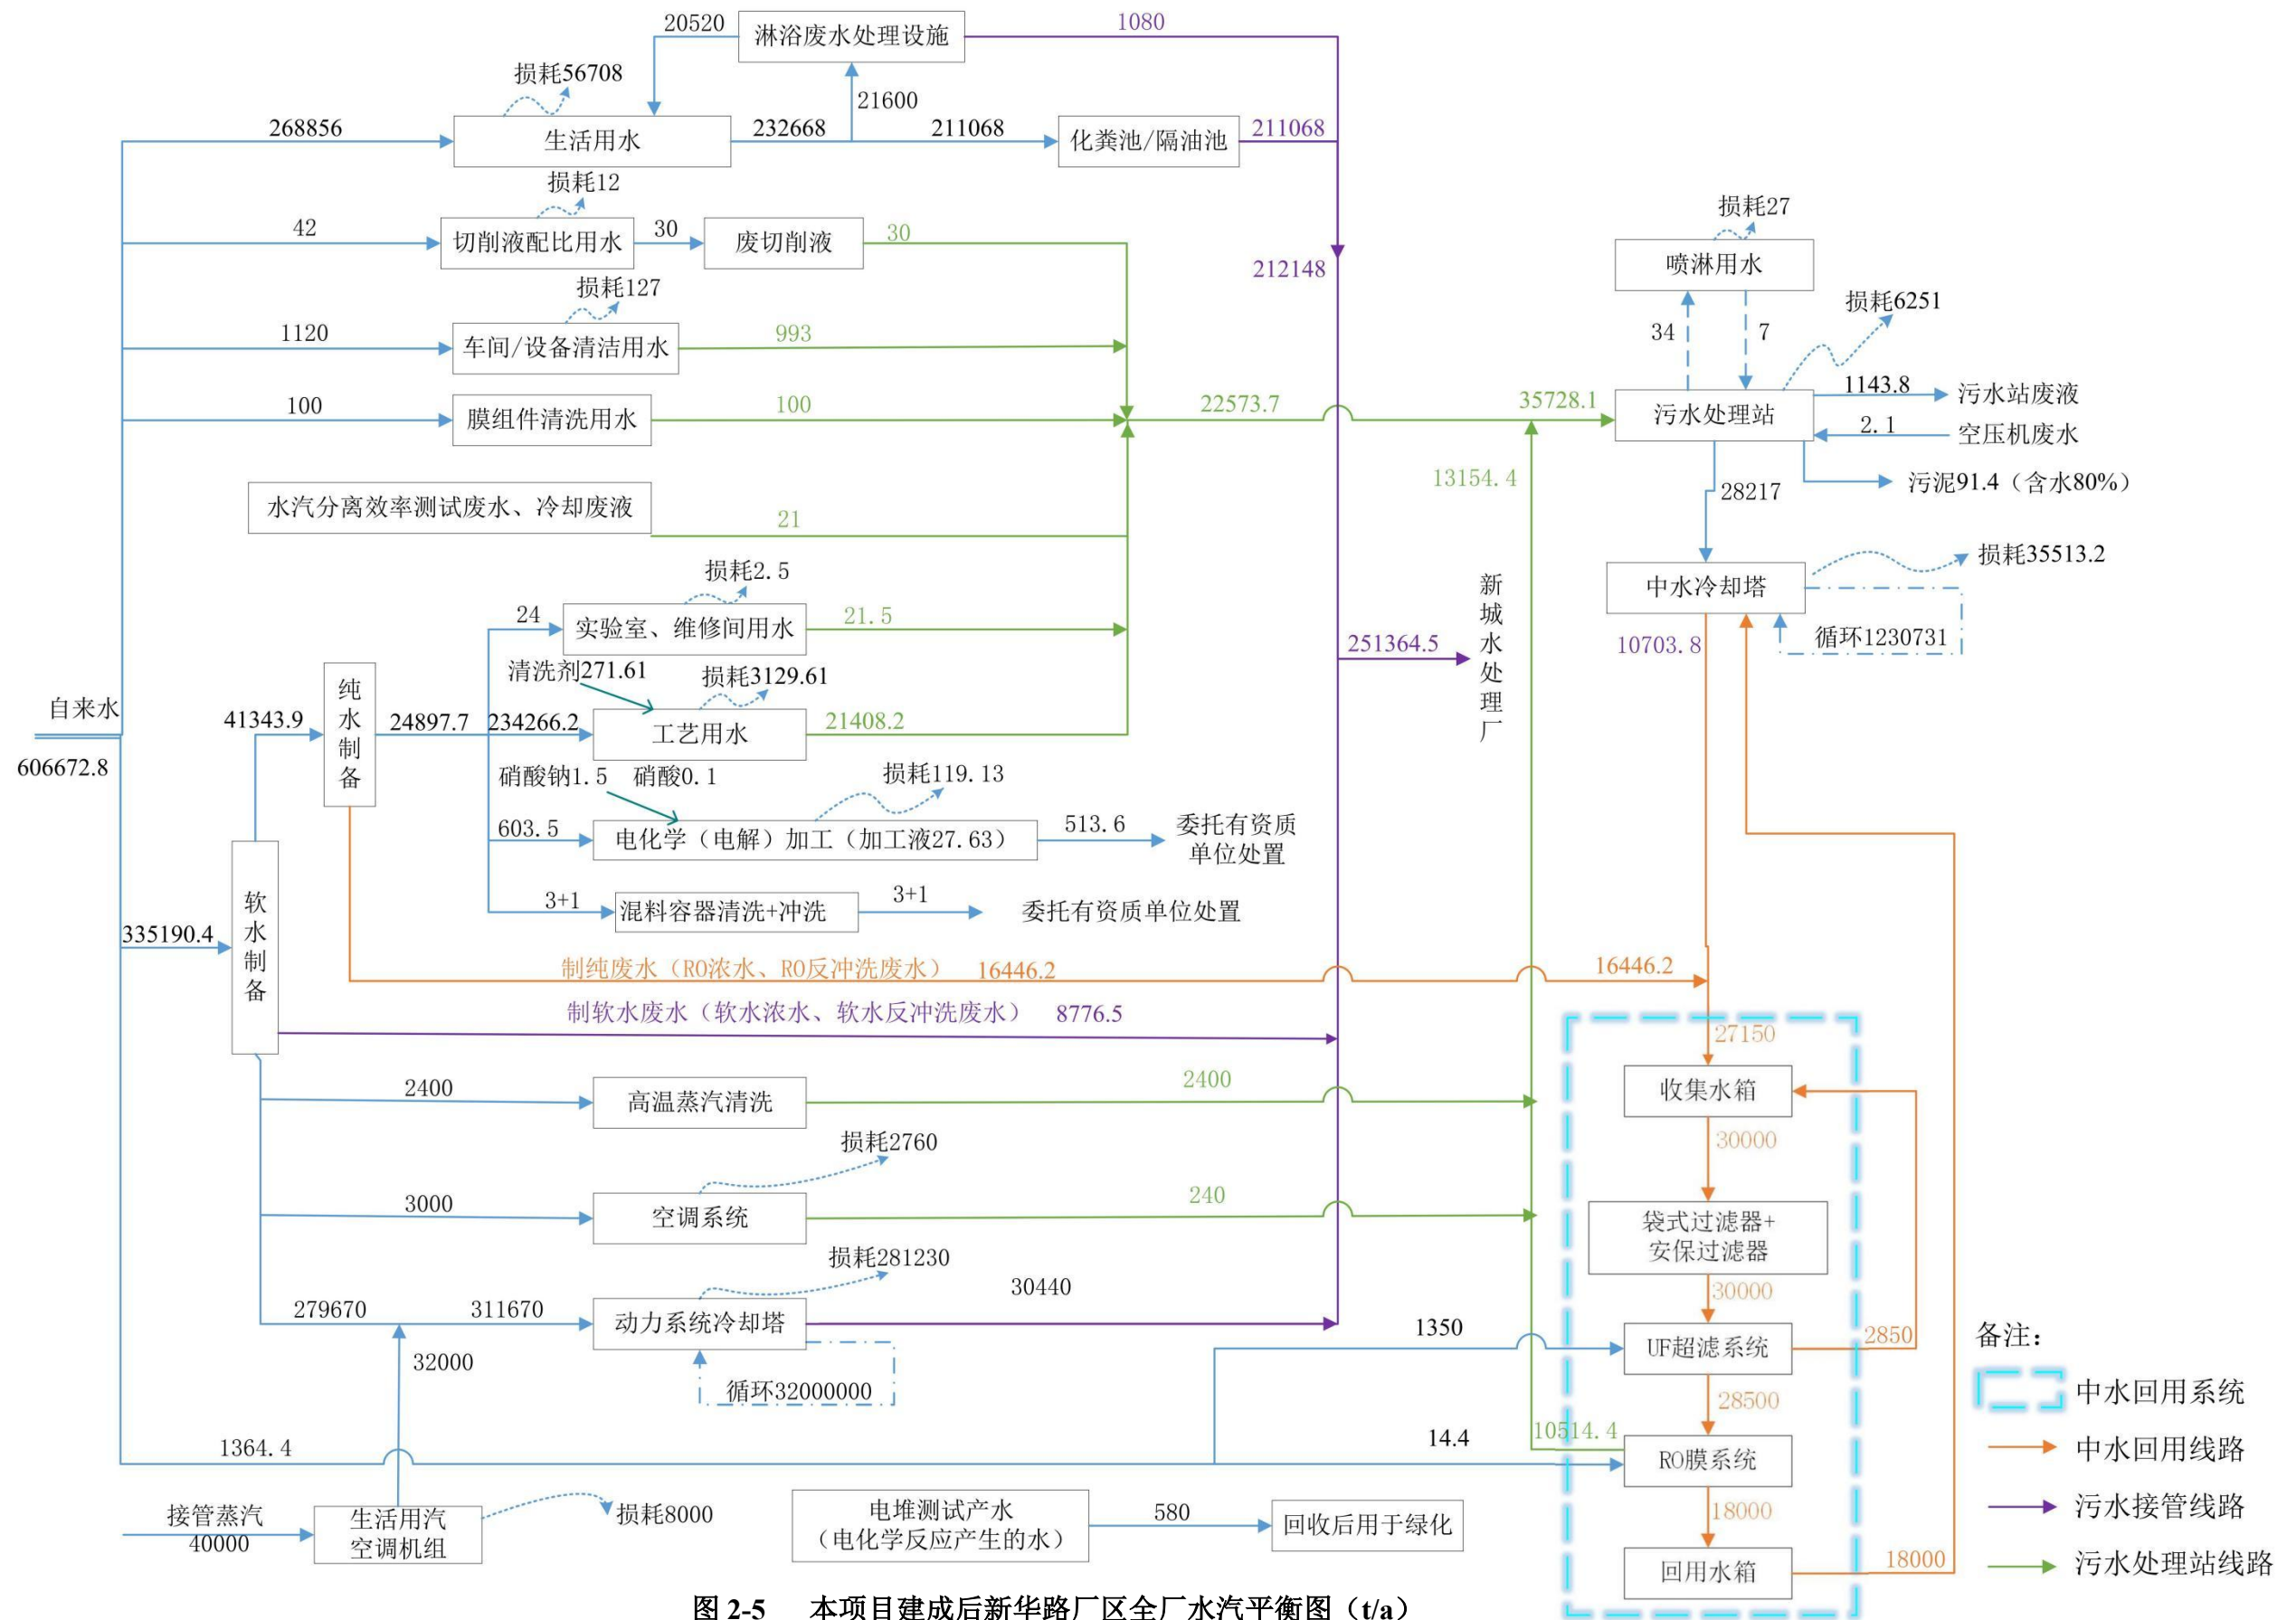 20520
淋浴废水处理设施
1080
损耗56708
21600
268856
生活用水
232668
211068
化粪池/隔油池
211068
损耗12
42
切削液配比用水
30
废切削液
30
212148
损耗27
喷淋用水
损耗127
1120
车间/设备清洁用水
993
34
7
损耗6251
100
膜组件清洗用水
100
22573.7
35728.1
污水处理站
1143.8
污水站废液
2.1
空压机废水
13154.4
28217
污泥91.4（含水80%）
水汽分离效率测试废水、冷却废液
21
损耗2.5
24
实验室、维修间用水
21.5
新城水处理厂
中水冷却塔
损耗35513.2
循环1230731
10703.8
251364.5
清洗剂271.61
损耗3129.61
自来水
606672.8
41343.9
纯水制备
24897.7
234266.2
工艺用水
21408.2
硝酸钠1.5
硝酸0.1
损耗119.13
603.5
电化学（电解）加工（加工液27.63）
513.6
委托有资质
单位处置
3+1
混料容器清洗+冲洗
3+1
委托有资质单位处置
335190.4
软水制备
制纯废水（RO浓水、RO反冲洗废水）
16446.2
16446.2
制软水废水（软水浓水、软水反冲洗废水）
8776.5
27150
收集水箱
30000
2400
高温蒸汽清洗
2400
损耗2760
3000
空调系统
240
袋式过滤器+
安保过滤器
30000
损耗281230
279670
311670
动力系统冷却塔
30440
32000
循环32000000
1350
UF超滤系统
2850
28500
1364.4
14.4
10514.4
RO膜系统
18000
回用水箱
18000
接管蒸汽
40000
生活用汽
空调机组
损耗8000
电堆测试产水
（电化学反应产生的水）
580
回收后用于绿化
备注：
中水回用系统
中水回用线路
污水接管线路
污水处理站线路
图 2-5 本项目建成后新华路厂区全厂水汽平衡图（t/a）